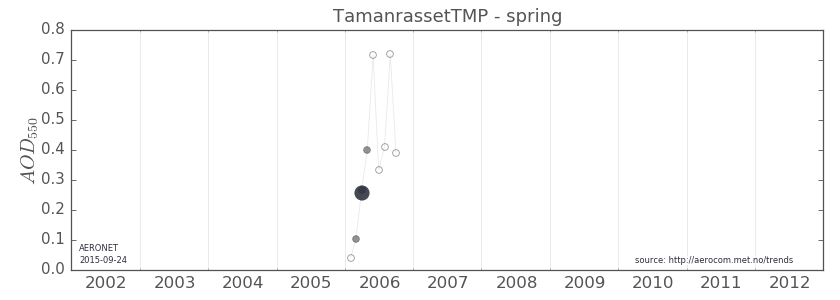 TamanrassetTMP - spring
0.8
0.7
0.6
0.5
0.4
0.3
0.2
0.1
0.0
AOD550
AERONET
2015-09-24
source: http://aerocom.met.no/trends
2002 2003 2004 2005 2006 2007 2008 2009 2010 2011 2012